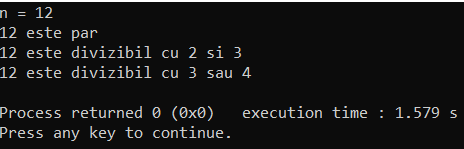 n = 12
12 este par
12 este divizibil cu 2 si 3
12 este divizibil cu 3 sau 4
Process returned 0 (0x0)   execution time : 1.579 s
Press any key to continue.